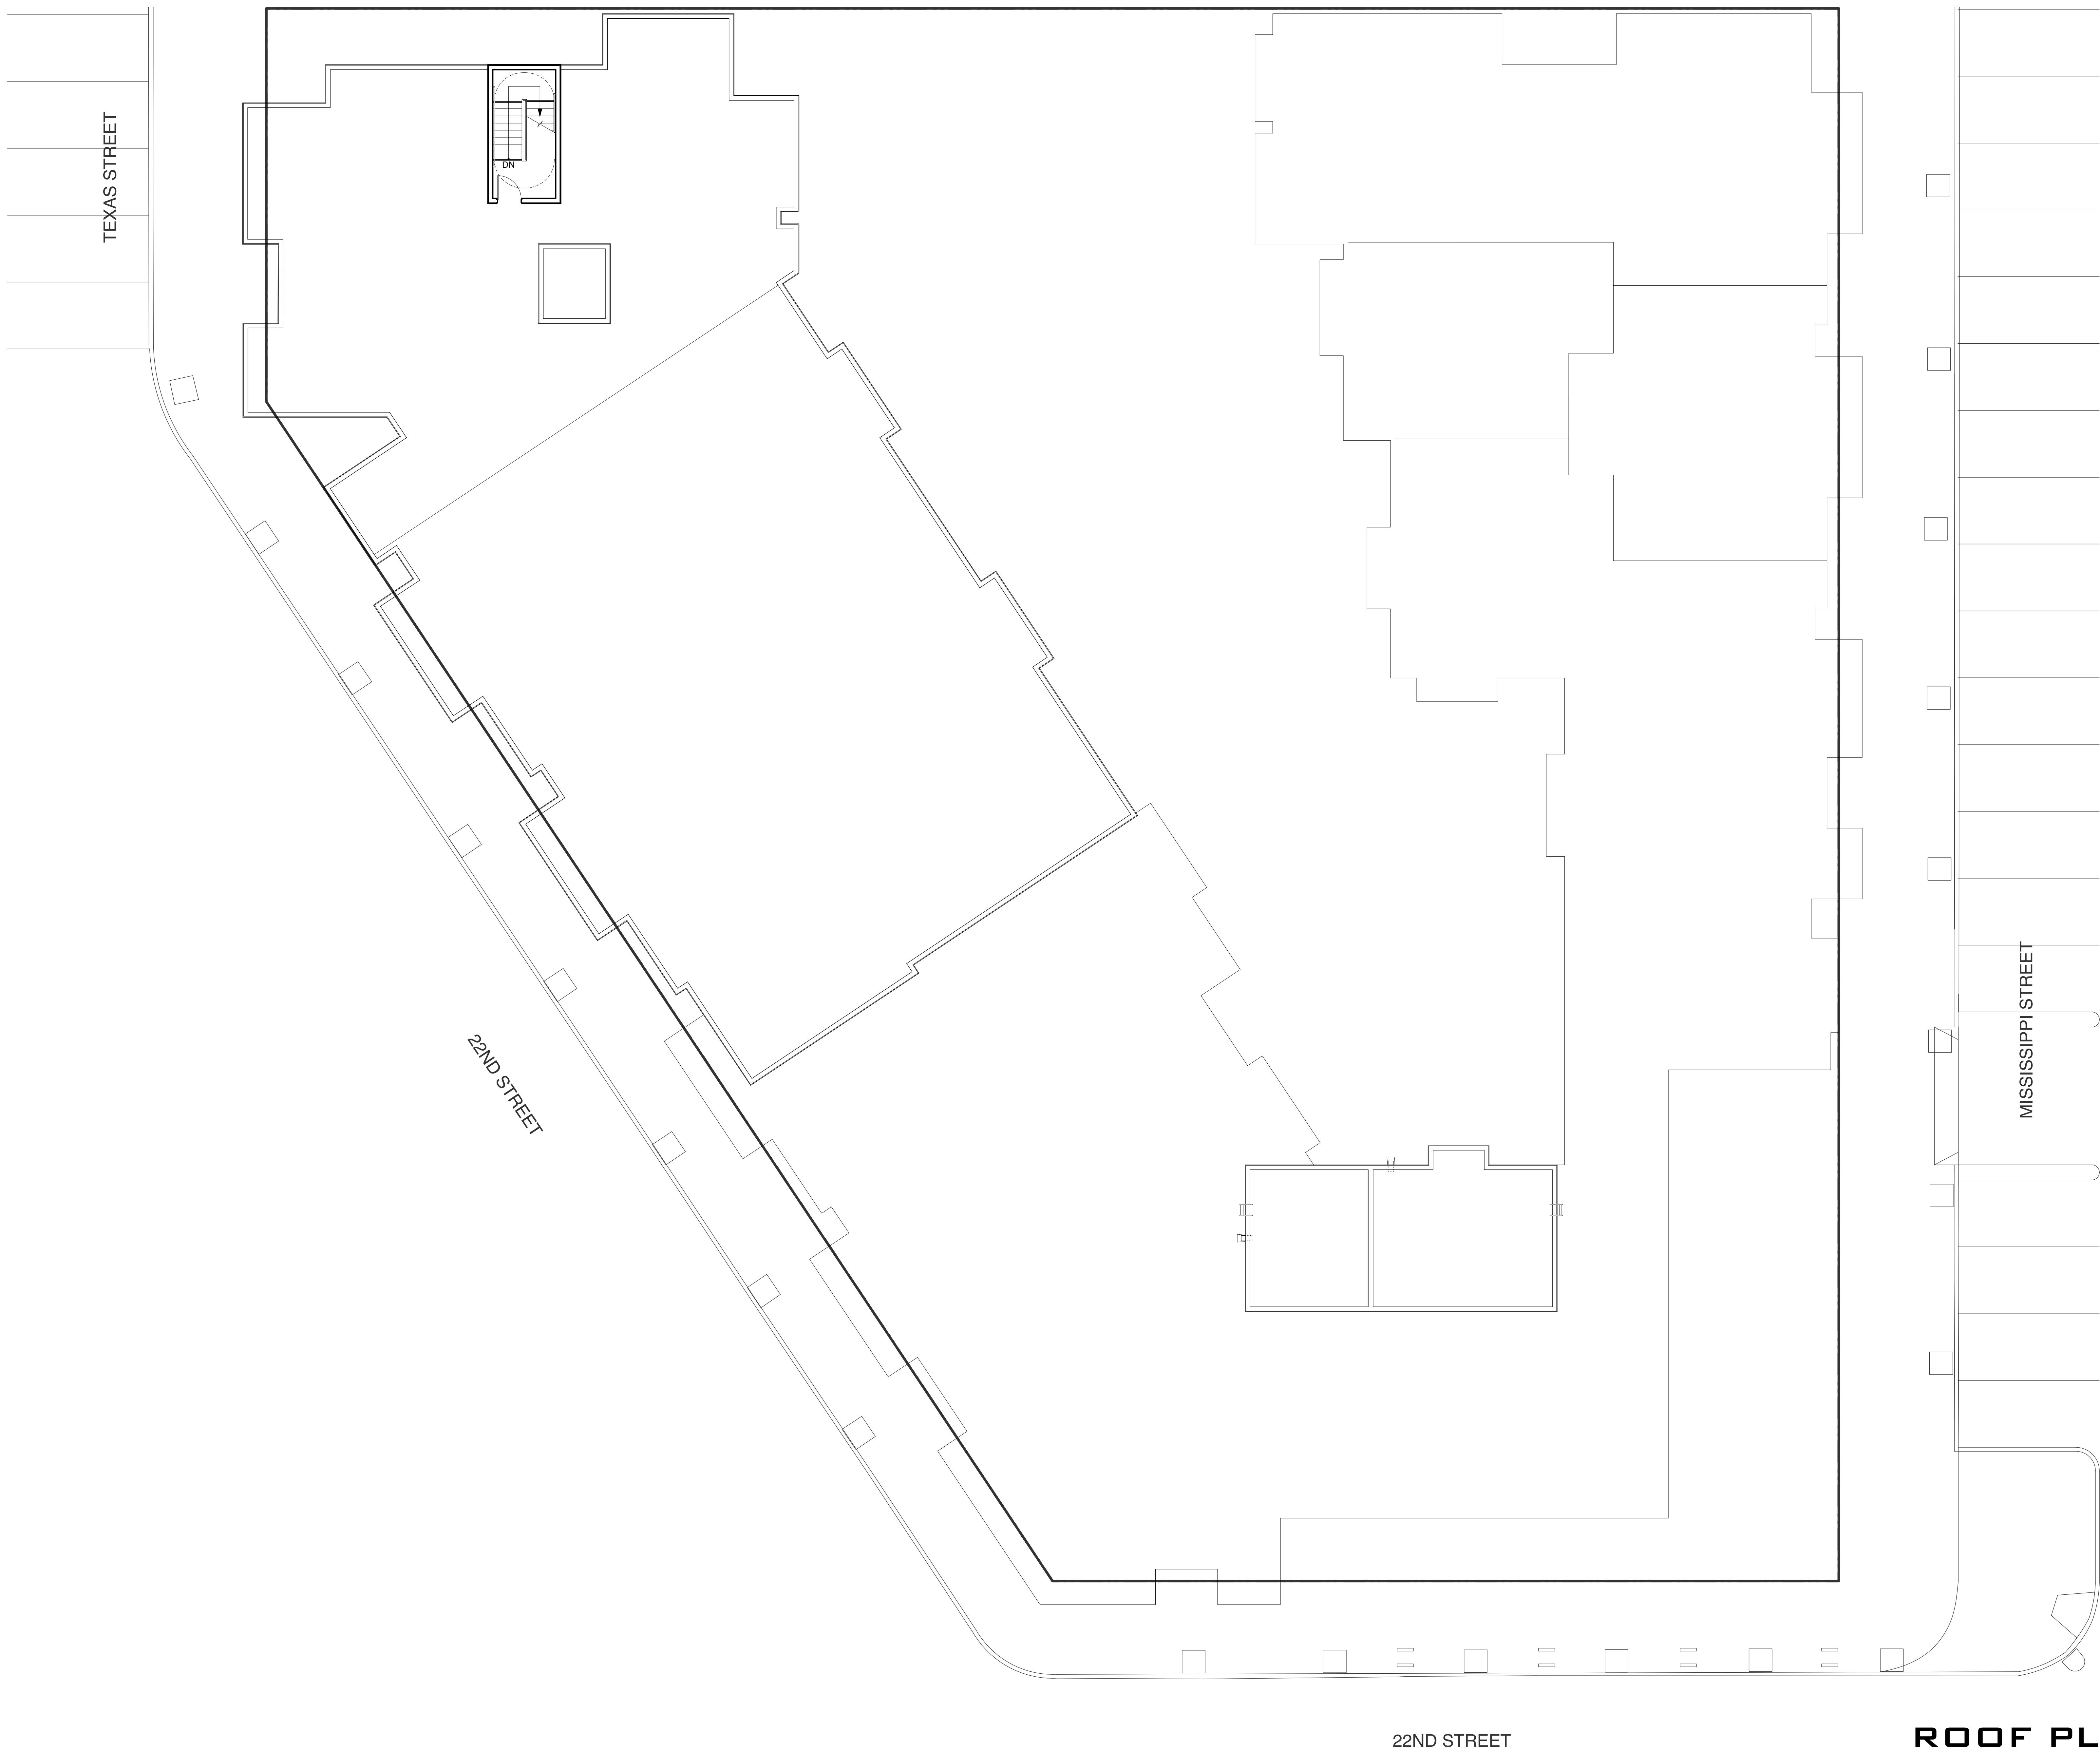 TEXAS STREET
DN
MISSISSIPPI STREET
22ND STREET
22ND STREET
ROOF PL